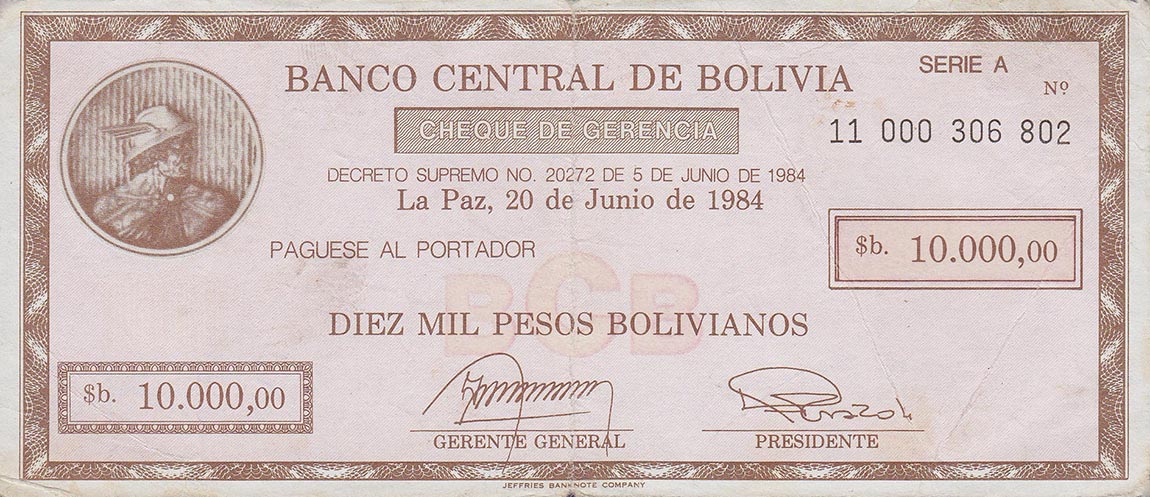 BANCO CENTRAL DE BOLIVIA
SERIE A
Nº
CHEQUE DE GERENCIA
11 000 306 802
DECRETO SUPREMO NO. 20272 DE 5 DE JUNIO DE 1984
La Paz, 20 de Junio de 1984
PAGUESE AL PORTADOR
$b. 10.000,00
BCB
DIEZ MIL PESOS BOLIVIANOS
$b. 10.000,00
GERENTE GENERAL
PRESIDENTE
JEFFRIES BANKNOTE COMPANY